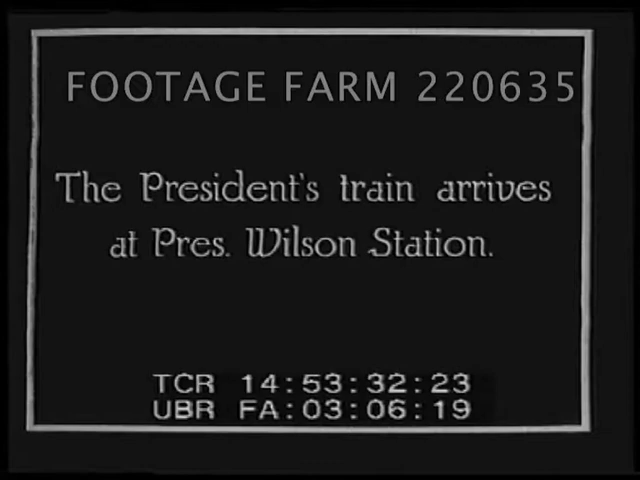 FOOTAGE FARM 220635
The President's train arrives
at Pres. Wilson Station.
TCR 14:53:32:23
UBR FA:03:06:19